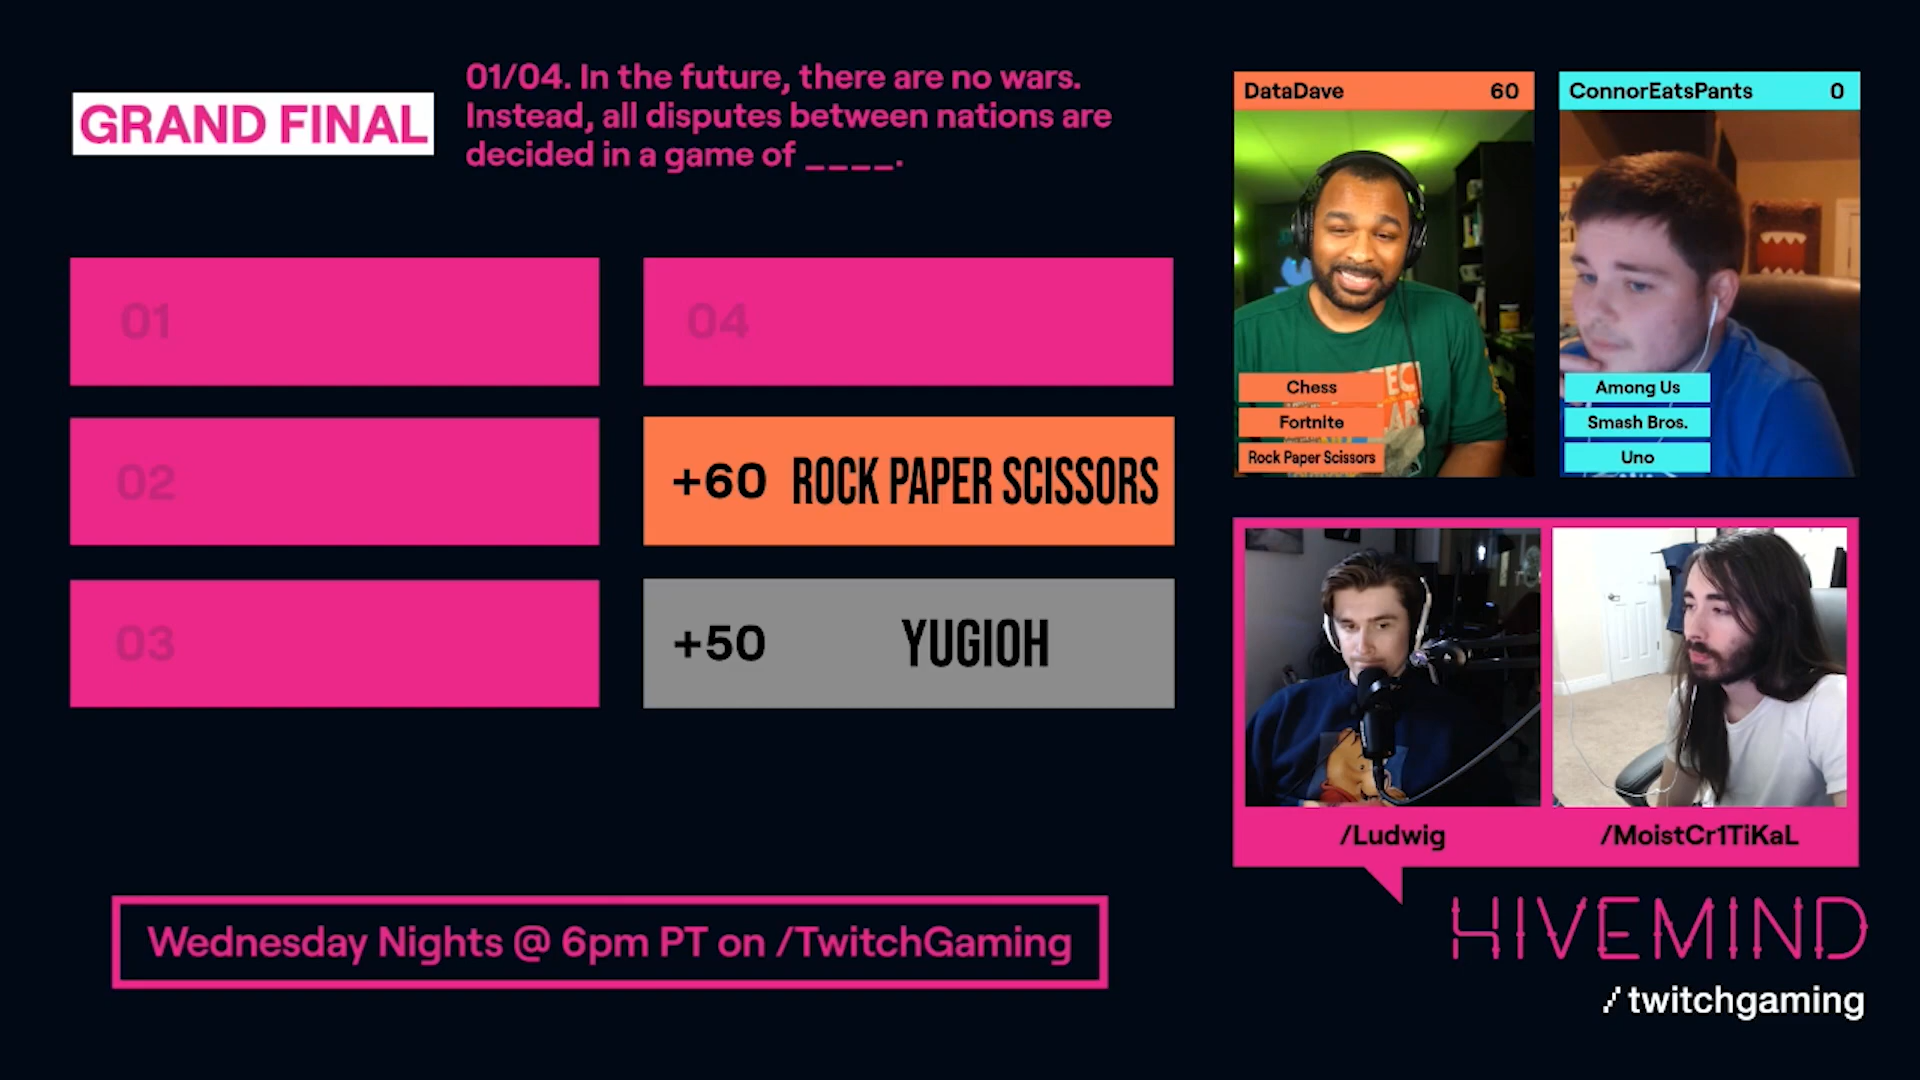 GRAND FINAL
01/04. In the future, there are no wars.
Instead, all disputes between nations are
decided in a game of ____.
01
02
03
04
+60 ROCK PAPER SCISSORS
+50 YUGIOH
DataDave 60
Chess
Fortnite
Rock Paper Scissors
ConnorEatsPants 0
Among Us
Smash Bros.
Uno
/Ludwig
/MoistCr1TiKaL
Wednesday Nights @ 6pm PT on /TwitchGaming
HIVEMIND
/twitchgaming